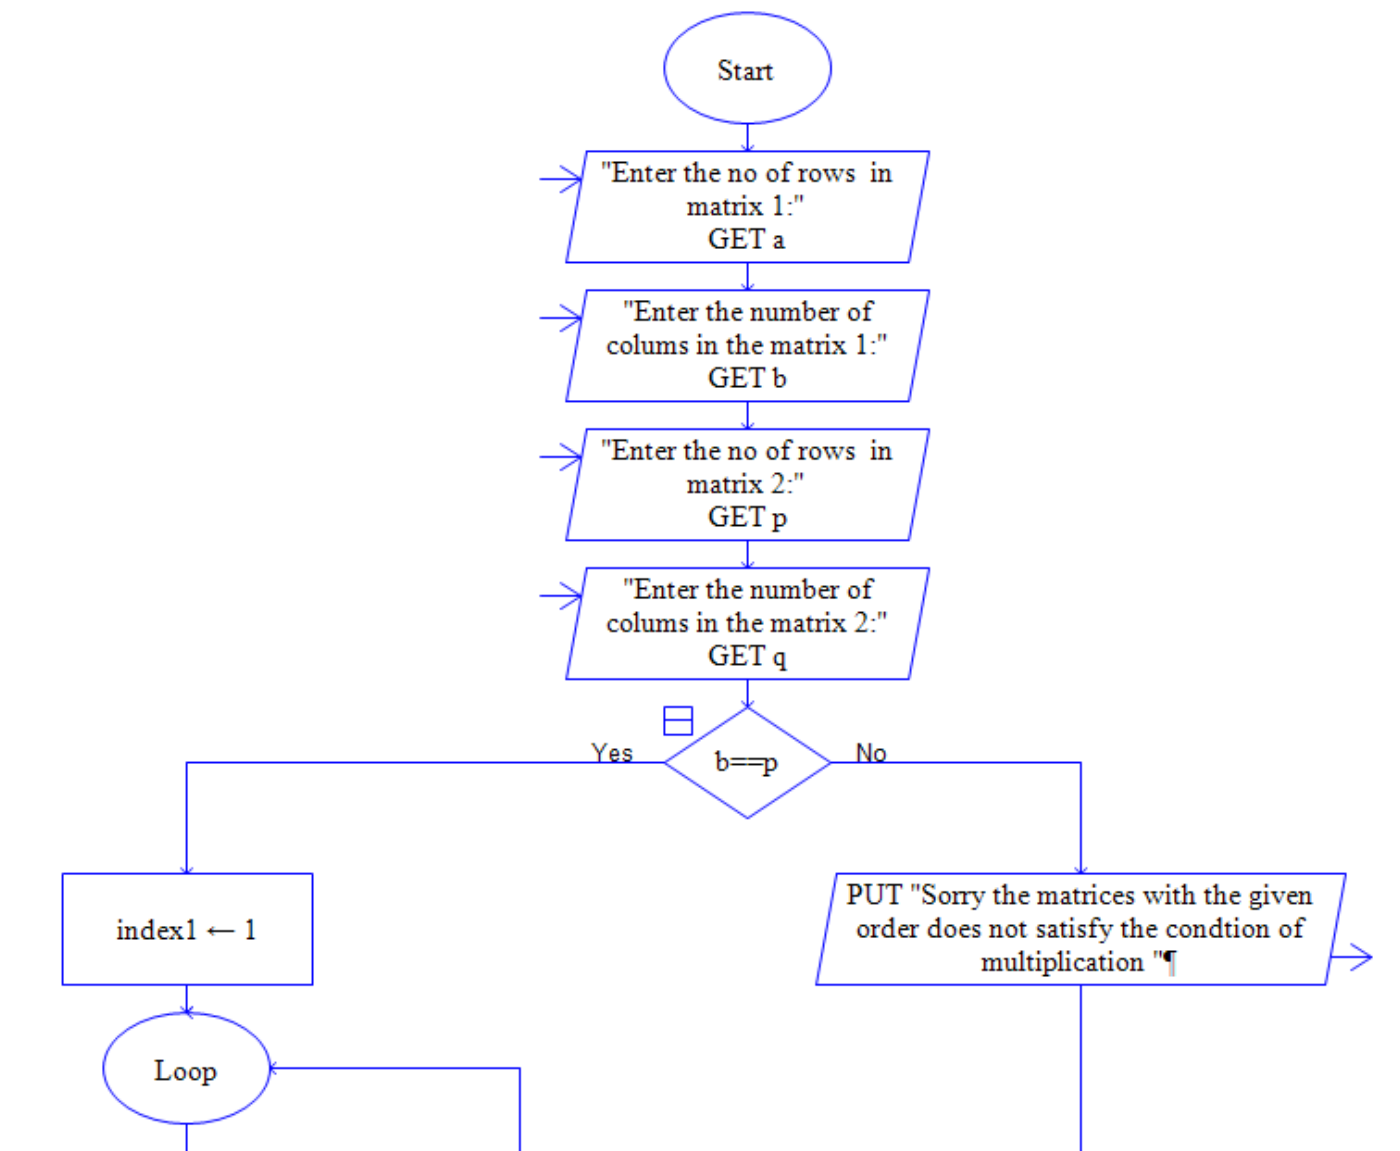 Start
"Enter the no of rows  in
matrix 1:"
GET a
"Enter the number of
colums in the matrix 1:"
GET b
"Enter the no of rows  in
matrix 2:"
GET p
"Enter the number of
colums in the matrix 2:"
GET q
Yes
b==p
No
index1 ← 1
PUT "Sorry the matrices with the given
order does not satisfy the condtion of
multiplication "¶
Loop